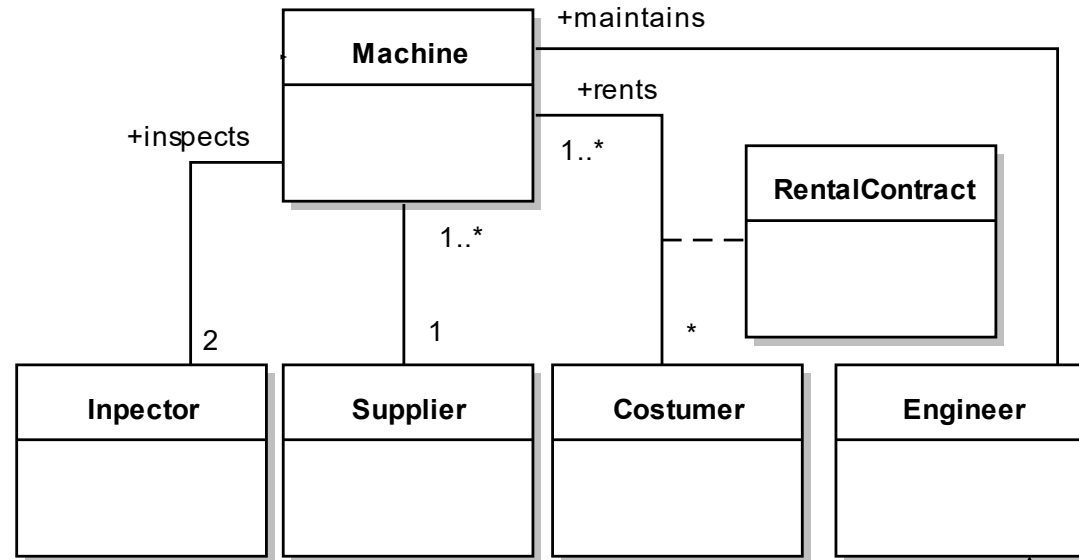 +maintains
Machine
+rents
+inspects
1..*
RentalContract
1..*
2
1
*
Inpector
Supplier
Costumer
Engineer